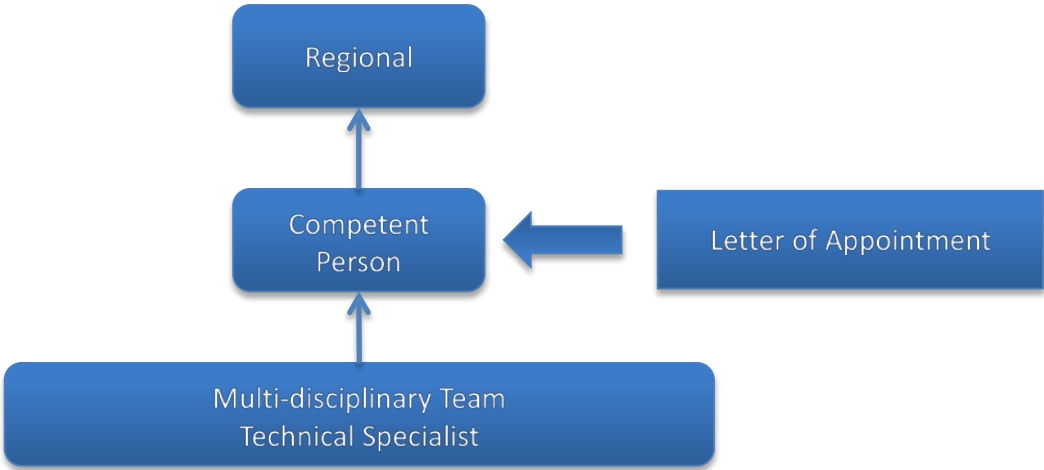 Regional
Competent
Person
Letter of Appointment
Multi-disciplinary Team
Technical Specialist